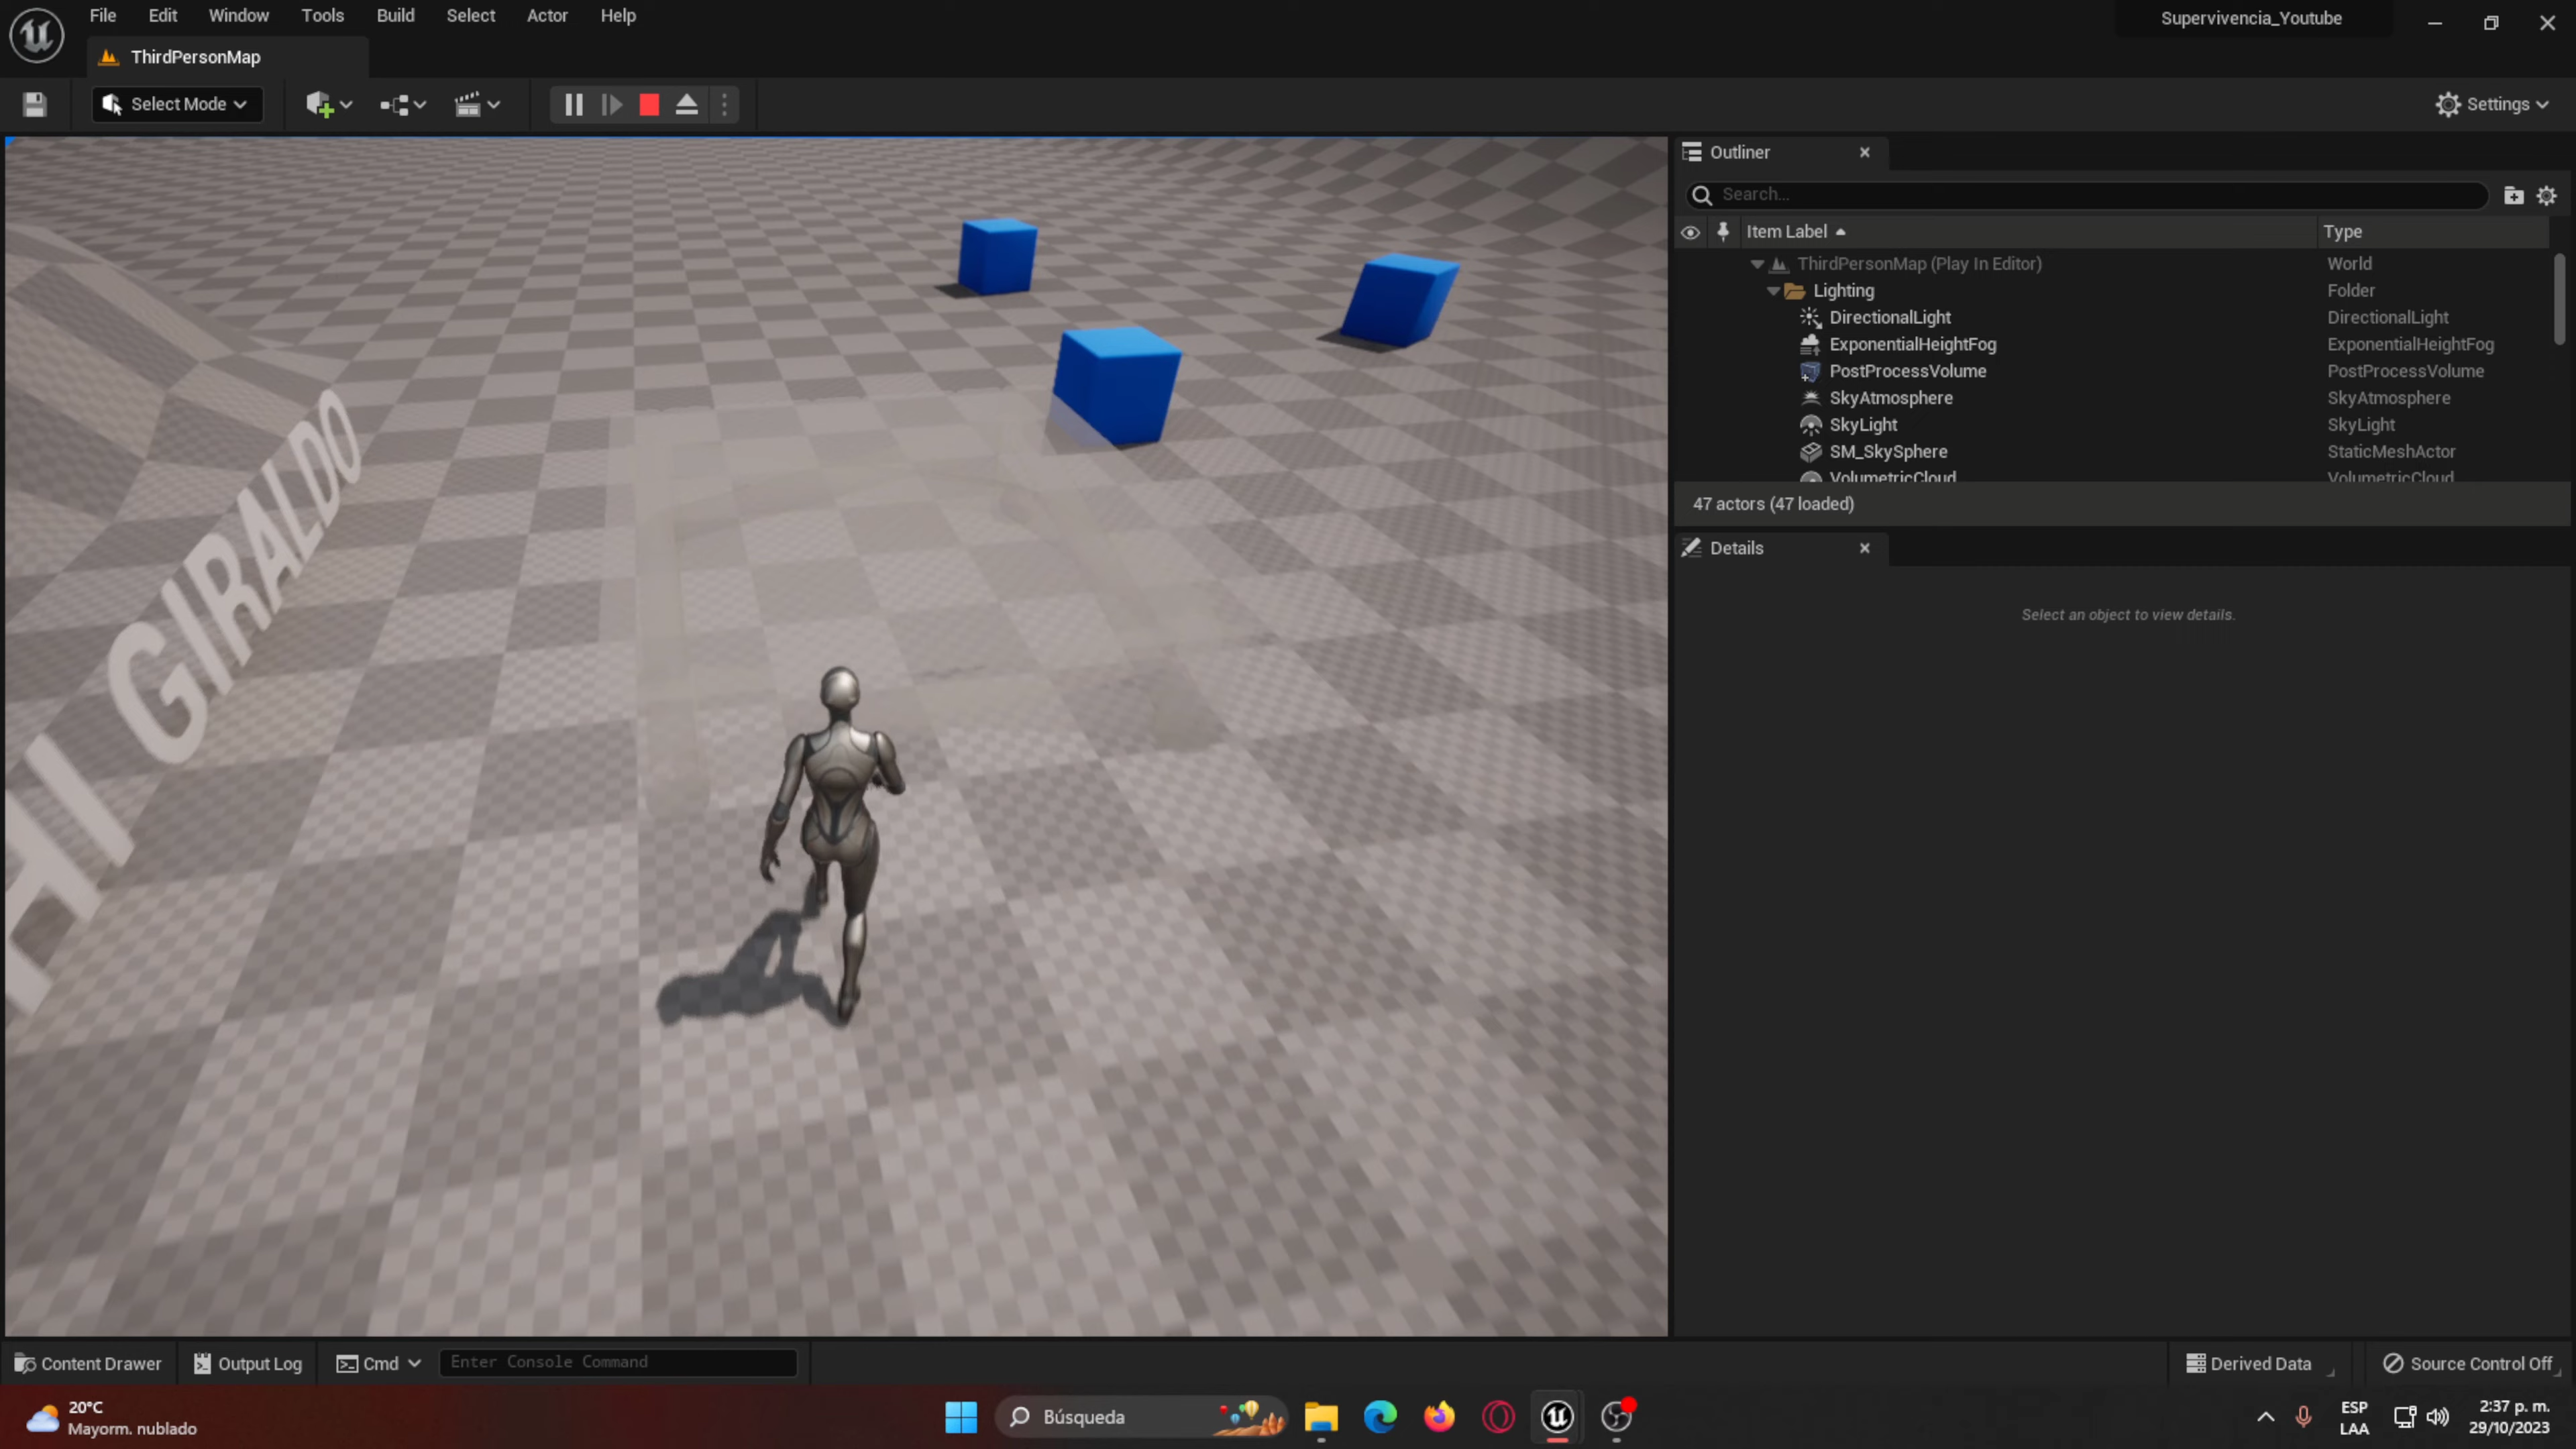 File Edit Window Tools Build Select Actor Help
Supervivencia_Youtube
ThirdPersonMap
Select Mode
Settings
HI GIRALDO
Outliner
Search...
Item Label Type
ThirdPersonMap (Play In Editor) World
Lighting Folder
DirectionalLight DirectionalLight
ExponentialHeightFog ExponentialHeightFog
PostProcessVolume PostProcessVolume
SkyAtmosphere SkyAtmosphere
SkyLight SkyLight
SM_SkySphere StaticMeshActor
VolumetricCloud VolumetricCloud
47 actors (47 loaded)
Details
Select an object to view details.
Content Drawer Output Log Cmd Enter Console Command Derived Data Source Control Off
20°C
Mayorm. nublado
Búsqueda
ESP
LAA
2:37 p. m.
29/10/2023